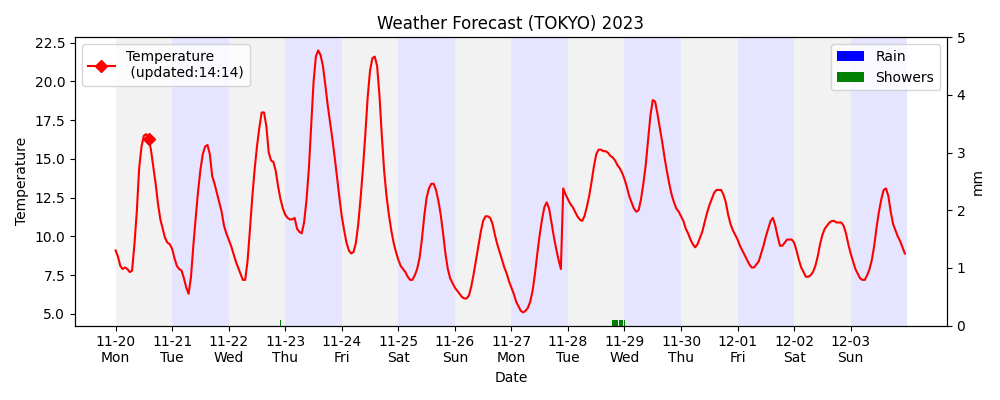 Weather Forecast (TOKYO) 2023
Temperature
(updated:14:14)
Rain
Showers
Temperature
22.5
20.0
17.5
15.0
12.5
10.0
7.5
5.0
5
4
3
2
1
0
mm
11-20 11-21 11-22 11-23 11-24 11-25 11-26 11-27 11-28 11-29 11-30 12-01 12-02 12-03
Mon Tue Wed Thu Fri Sat Sun Mon Tue Wed Thu Fri Sat Sun
Date